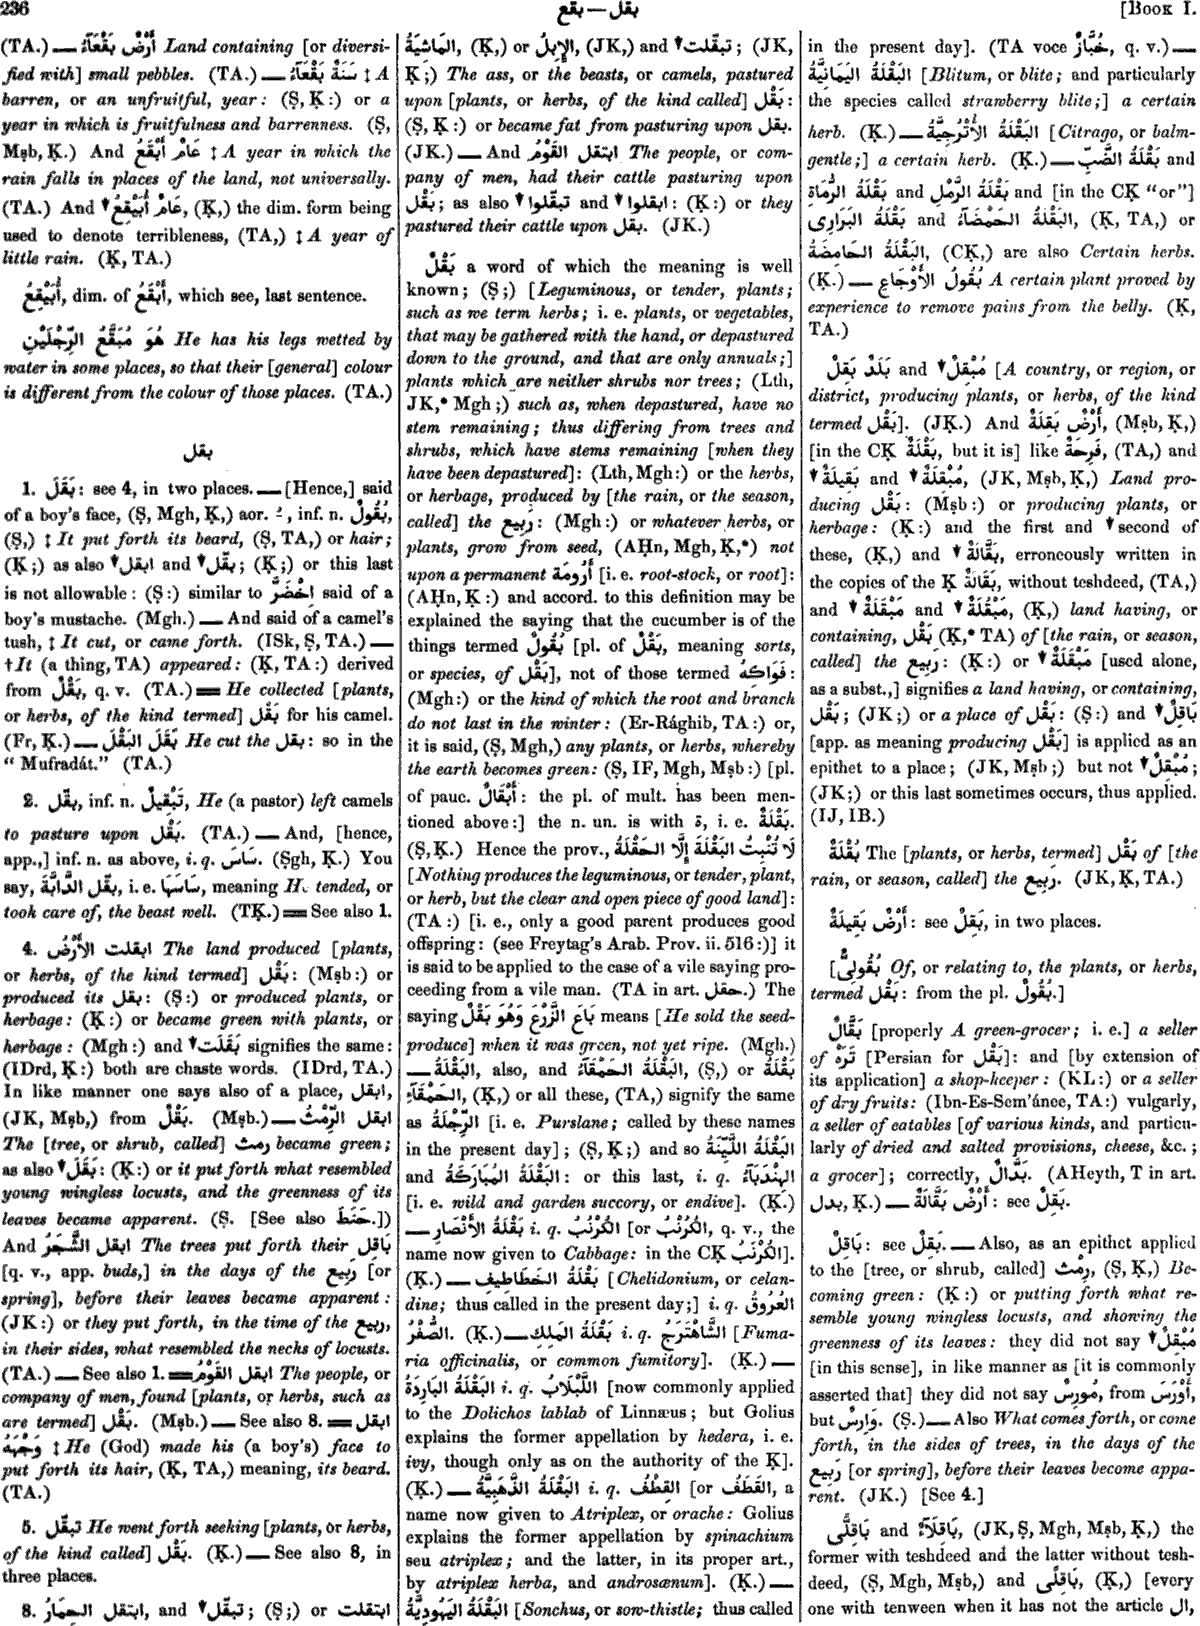 236
بقع — بقل
[BOOK I.
(TA.) — أَرْضٌ بَقْعَآءُ Land containing [or diversi-
fied with] small pebbles. (TA.) — سَنَةٌ بَقْعَآءُ ‡ A
barren, or an unfruitful, year: (Ṣ, Ḳ:) or a
year in which is fruitfulness and barrenness. (Ṣ,
Mṣb, Ḳ.) And عَامٌ أَبْقَعُ ‡ A year in which the
rain falls in places of the land, not universally.
(TA.) And ▼ عَامٌ أُبَيْقِعُ, (Ḳ,) the dim. form being
used to denote terribleness, (TA,) ‡ A year of
little rain. (Ḳ, TA.)
أُبَيْقِعُ, dim. of أَبْقَعُ, which see, last sentence.
هُوَ مُبَقَّعُ الرِّجْلَيْنِ He has his legs wetted by
water in some places, so that their [general] colour
is different from the colour of those places. (TA.)
بقل
1. بَقَلَ: see 4, in two places. — [Hence,] said
of a boy's face, (Ṣ, Mgh, Ḳ,) aor. ـُ, inf. n. بُقُولٌ,
(Ṣ,) ‡ It put forth its beard, (Ṣ, TA,) or hair;
(Ḳ;) as also ▼ ابقل and ▼ بقّل; (Ḳ;) or this last
is not allowable: (Ṣ:) similar to اِخْضَرَّ said of a
boy's mustache. (Mgh.) — And said of a camel's
tush, ‡ It cut, or came forth. (ISk, Ṣ, TA.) —
† It (a thing, TA) appeared: (Ḳ, TA:) derived
from بَقْلٌ, q. v. (TA.) = He collected [plants,
or herbs, of the kind termed] بَقْل for his camel.
(Fr, Ḳ.) — بَقَلَ البَقْلَ He cut the بقل: so in the
"Mufradát." (TA.)
2. بقّل, inf. n. تَبْقِيلٌ, He (a pastor) left camels
to pasture upon بَقْل. (TA.) — And, [hence,
app.,] inf. n. as above, i. q. سَاسَ. (Ṣgh, Ḳ.) You
say, بقّل الدَّابَّةَ, i. e. سَاسَهَا, meaning He tended, or
took care of, the beast well. (TḲ.) = See also 1.
4. ابقلت الأَرْضُ The land produced [plants,
or herbs, of the kind termed] بَقْل: (Mṣb:) or
produced its بقل: (Ṣ:) or produced plants, or
herbage: (Ḳ:) or became green with plants, or
herbage: (Mgh:) and ▼ بَقَلَت signifies the same:
(IDrd, Ḳ:) both are chaste words. (IDrd, TA.)
In like manner one says also of a place, ابقل,
(JK, Mṣb,) from بَقْلٌ. (Mṣb.) — ابقل الرِّمْثُ
The [tree, or shrub, called] رمث became green;
as also ▼ بَقَلَ: (Ḳ:) or it put forth what resembled
young wingless locusts, and the greenness of its
leaves became apparent. (Ṣ. [See also حَنَطَ.])
And ابقل الشَّجَرُ The trees put forth their بَاقِل
[q. v., app. buds,] in the days of the رَبِيع [or
spring], before their leaves became apparent:
(JK:) or they put forth, in the time of the ربيع,
in their sides, what resembled the necks of locusts.
(TA.) — See also 1. = ابقل القَوْمُ The people, or
company of men, found [plants, or herbs, such as
are termed] بَقْل. (Mṣb.) — See also 8. = ابقل
وَجْهَهُ ‡ He (God) made his (a boy's) face to
put forth its hair, (Ḳ, TA,) meaning, its beard.
(TA.)
5. تبقّل He went forth seeking [plants, or herbs,
of the kind called] بَقْل. (Ḳ.) — See also 8, in
three places.
8. ابتقل الحِمَارُ, and ▼ تبقّل; (Ṣ;) or ابتقلت
المَاشِيَةُ, (Ḳ,) or الإِبِلُ, (JK,) and ▼ تبقّلت; (JK,
Ḳ;) The ass, or the beasts, or camels, pastured
upon [plants, or herbs, of the kind called] بَقْل:
(Ṣ, Ḳ:) or became fat from pasturing upon بقل.
(JK.) — And ابتقل القَوْمُ The people, or com-
pany of men, had their cattle pasturing upon
بَقْل; as also ▼ تبقّلوا and ▼ ابقلوا: (Ḳ:) or they
pastured their cattle upon بقل. (JK.)
بَقْلٌ a word of which the meaning is well
known; (Ṣ;) [Leguminous, or tender, plants;
such as we term herbs; i. e. plants, or vegetables,
that may be gathered with the hand, or depastured
down to the ground, and that are only annuals;]
plants which are neither shrubs nor trees; (Lth,
JK,* Mgh;) such as, when depastured, have no
stem remaining; thus differing from trees and
shrubs, which have stems remaining [when they
have been depastured]: (Lth, Mgh:) or the herbs,
or herbage, produced by [the rain, or the season,
called] the رَبِيع: (Mgh:) or whatever herbs, or
plants, grow from seed, (AḤn, Mgh, Ḳ,*) not
upon a permanent أَرُومَة [i. e. root-stock, or root]:
(AḤn, Ḳ:) and accord. to this definition may be
explained the saying that the cucumber is of the
things termed بُقُولٌ [pl. of بَقْلٌ, meaning sorts,
or species, of بَقْل], not of those termed فَوَاكِهُ:
(Mgh:) or the kind of which the root and branch
do not last in the winter: (Er-Rághib, TA:) or,
it is said, (Ṣ, Mgh,) any plants, or herbs, whereby
the earth becomes green: (Ṣ, IF, Mgh, Mṣb:) [pl.
of pauc. أَبْقَالٌ: the pl. of mult. has been men-
tioned above:] the n. un. is with ة, i. e. بَقْلَةٌ.
(Ṣ, Ḳ.) Hence the prov., لَا تُنْبِتُ البَقْلَةَ إِلَّا الحَقْلَةُ
[Nothing produces the leguminous, or tender, plant,
or herb, but the clear and open piece of good land]:
(TA:) [i. e., only a good parent produces good
offspring: (see Freytag's Arab. Prov. ii. 516:)] it
is said to be applied to the case of a vile saying pro-
ceeding from a vile man. (TA in art. حقل.) The
saying بَاعَ الزَّرْعَ وَهُوَ بَقْلٌ means [He sold the seed-
produce] when it was green, not yet ripe. (Mgh.)
— البَقْلَةُ, also, and البَقْلَةُ الحَمْقَآءُ, (Ṣ,) or بَقْلَةُ
الحَمْقَآءِ, (Ḳ,) or all these, (TA,) signify the same
as الرِّجْلَةُ [i. e. Purslane; called by these names
in the present day]; (Ṣ, Ḳ;) and so البَقْلَةُ اللَّيِّنَةُ
and البَقْلَةُ المُبَارَكَةُ: or this last, i. q. الهِنْدَبَآءُ
[i. e. wild and garden succory, or endive]. (Ḳ.)
— بَقْلَةُ الأَنْصَارِ i. q. الكُرْنُبُ [or الكُرُنْبُ, q. v., the
name now given to Cabbage: in the CḲ الكُرْنَبُ].
(Ḳ.) — بَقْلَةُ الخَطَاطِيفِ [Chelidonium, or celan-
dine; thus called in the present day;] i. q. العُرُوقُ
الصُّفْرُ. (Ḳ.) — بَقْلَةُ المَلِكِ i. q. الشَّاهْتَرَجُ [Fuma-
ria officinalis, or common fumitory]. (Ḳ.) —
البَقْلَةُ البَارِدَةُ i. q. اللَّبْلَابُ [now commonly applied
to the Dolichos lablab of Linnæus; but Golius
explains the former appellation by hedera, i. e.
ivy, though only as on the authority of the Ḳ].
(Ḳ.) — البَقْلَةُ الذَّهَبِيَّةُ i. q. القِطْفُ [or القَطَفُ, a
name now given to Atriplex, or orache: Golius
explains the former appellation by spinachium
seu atriplex; and the latter, in its proper art.,
by atriplex herba, and androsænum]. (Ḳ.) —
البَقْلَةُ اليَهُودِيَّةُ [Sonchus, or sow-thistle; thus called
in the present day]. (TA voce خُبَّازٌ, q. v.) —
البَقْلَةُ اليَمَانِيَّةُ [Blitum, or blite; and particularly
the species called strawberry blite;] a certain
herb. (Ḳ.) — البَقْلَةُ الأُتْرُجِيَّةُ [Citrago, or balm-
gentle;] a certain herb. (Ḳ.) — بَقْلَةُ الضَّبِّ and
بَقْلَةُ الرُّمَاةِ and بَقْلَةُ الرَّمْلِ and [in the CḲ "or"]
بَقْلَةُ البَرَارِى and البَقْلَةُ الحَمْضَآءُ, (Ḳ, TA,) or
البَقْلَةُ الحَامِضَةُ, (CḲ,) are also Certain herbs.
(Ḳ.) — بُقُولُ الأَوْجَاعِ A certain plant proved by
experience to remove pains from the belly. (Ḳ,
TA.)
بَلَدٌ بَقِلٌ and ▼ مُبْقِلٌ [A country, or region, or
district, producing plants, or herbs, of the kind
termed بَقْل]. (JK.) And أَرْضٌ بَقِلَةٌ, (Mṣb, Ḳ,)
[in the CḲ بَقْلَةٌ, but it is] like فَرِحَةٌ, (TA,) and
▼ بَقِيلَةٌ and ▼ مُبْقِلَةٌ, (JK, Mṣb, Ḳ,) Land pro-
ducing بَقْل: (Mṣb:) or producing plants, or
herbage: (Ḳ:) and the first and ▼ second of
these, (Ḳ,) and ▼ بَقَّالَةٌ, erroneously written in
the copies of the Ḳ بَقَالَةٌ, without teshdeed, (TA,)
and ▼ مَبْقَلَةٌ and ▼ مَبْقُلَةٌ, (Ḳ,) land having, or
containing, بَقْل (Ḳ,* TA) of [the rain, or season,
called] the رَبِيع: (Ḳ:) or ▼ مَبْقَلَةٌ [used alone,
as a subst.,] signifies a land having, or containing,
بَقْل; (JK;) or a place of بَقْل: (Ṣ:) and ▼ بَاقِلٌ
[app. as meaning producing بَقْل] is applied as an
epithet to a place; (JK, Mṣb;) but not ▼ مُبْقِلٌ;
(JK;) or this last sometimes occurs, thus applied.
(IJ, IB.)
بُقْلَةٌ The [plants, or herbs, termed] بَقْل of [the
rain, or season, called] the رَبِيع. (JK, Ḳ, TA.)
أَرْضٌ بَقِيلَةٌ: see بَقِلٌ, in two places.
[بُقُولِىٌّ Of, or relating to, the plants, or herbs,
termed بَقْل: from the pl. بُقُولٌ.]
بَقَّالٌ [properly A green-grocer; i. e.] a seller
of تَرَهْ [Persian for بَقْل]: and [by extension of
its application] a shop-keeper: (KL:) or a seller
of dry fruits: (Ibn-Es-Sem'ánee, TA:) vulgarly,
a seller of eatables [of various kinds, and particu-
larly of dried and salted provisions, cheese, &c.;
a grocer]; correctly, بَدَّالٌ. (AHeyth, T in art.
بدل, Ḳ.) — أَرْضٌ بَقَّالَةٌ: see بَقِلٌ.
بَاقِلٌ: see بَقِلٌ. — Also, as an epithet applied
to the [tree, or shrub, called] رِمْث, (Ṣ, Ḳ,) Be-
coming green: (Ḳ:) or putting forth what re-
semble young wingless locusts, and showing the
greenness of its leaves: they did not say ▼ مُبْقِلٌ
[in this sense], in like manner as [it is commonly
asserted that] they did not say مُورِسٌ, from أَوْرَسَ,
but وَارِسٌ. (Ṣ.) — Also What comes forth, or come
forth, in the sides of trees, in the days of the
رَبِيع [or spring], before their leaves become appa-
rent. (JK.) [See 4.]
بَاقِلَّى and بَاقِلَآءٌ, (JK, Ṣ, Mgh, Mṣb, Ḳ,) the
former with teshdeed and the latter without tesh-
deed, (Ṣ, Mgh, Mṣb,) and بَاقِلًى, (Ḳ,) [every
one with tenween when it has not the article ال,